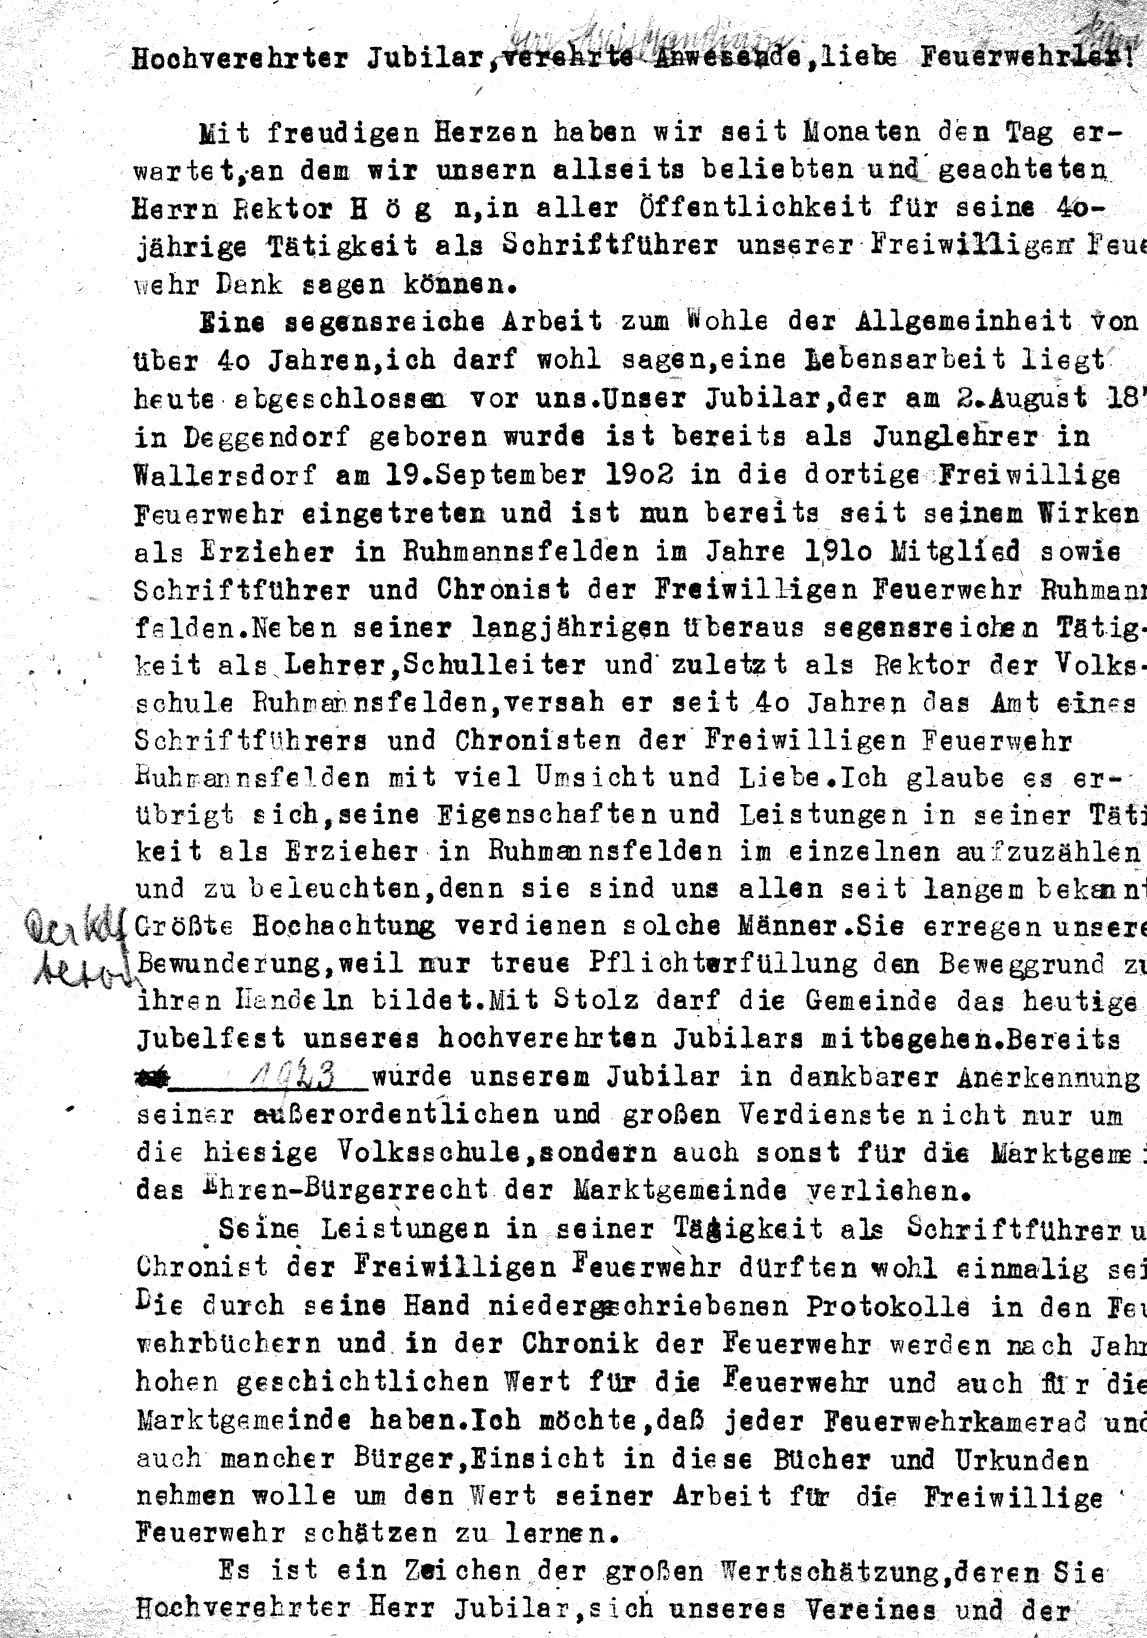 Hochverehrter Jubilar,verehrte Anwesende,liebe Feuerwehrler!
Mit freudigen Herzen haben wir seit Monaten den Tag er-
wartet,an dem wir unsern allseits beliebten und geachteten
Herrn Rektor H ö g n,in aller Öffentlichkeit für seine 4o-
jährige Tätigkeit als Schriftführer unserer Freiwilligen Feue
wehr Dank sagen können.
Eine segensreiche Arbeit zum Wohle der Allgemeinheit von
über 4o Jahren,ich darf wohl sagen,eine Lebensarbeit liegt
heute abgeschlossen vor uns.Unser Jubilar,der am 2.August 18
in Deggendorf geboren wurde ist bereits als Junglehrer in
Wallersdorf am 19.September 19o2 in die dortige Freiwillige
Feuerwehr eingetreten und ist nun bereits seit seinem Wirken
als Erzieher in Ruhmannsfelden im Jahre 191o Mitglied sowie
Schriftführer und Chronist der Freiwilligen Feuerwehr Ruhmann
felden.Neben seiner langjährigen überaus segensreichen Tätig-
keit als Lehrer,Schulleiter und zuletzt als Rektor der Volks-
schule Ruhmannsfelden,versah er seit 4o Jahren das Amt eines
Schriftführers und Chronisten der Freiwilligen Feuerwehr
Ruhmannsfelden mit viel Umsicht und Liebe.Ich glaube es er-
übrigt sich,seine Eigenschaften und Leistungen in seiner Täti
keit als Erzieher in Ruhmannsfelden im einzelnen aufzuzählen
und zu beleuchten,denn sie sind uns allen seit langem bekannt
Größte Hochachtung verdienen solche Männer.Sie erregen unsere
Bewunderung,weil nur treue Pflichterfüllung den Beweggrund zu
ihren Handeln bildet.Mit Stolz darf die Gemeinde das heutige
Jubelfest unseres hochverehrten Jubilars mitbegehen.Bereits
1923 wurde unserem Jubilar in dankbarer Anerkennung
seiner außerordentlichen und großen Verdienste nicht nur um
die hiesige Volksschule,sondern auch sonst für die Marktgemei
das Ehren-Bürgerrecht der Marktgemeinde verliehen.
Seine Leistungen in seiner Tätigkeit als Schriftführer u
Chronist der Freiwilligen Feuerwehr dürften wohl einmalig sei
Die durch seine Hand niedergeschriebenen Protokolle in den Feu
wehrbüchern und in der Chronik der Feuerwehr werden nach Jahr
hohen geschichtlichen Wert für die Feuerwehr und auch für die
Marktgemeinde haben.Ich möchte,daß jeder Feuerwehrkamerad und
auch mancher Bürger,Einsicht in diese Bücher und Urkunden
nehmen wolle um den Wert seiner Arbeit für die Freiwillige
Feuerwehr schätzen zu lernen.
Es ist ein Zeichen der großen Wertschätzung,deren Sie
Hochverehrter Herr Jubilar,sich unseres Vereines und der